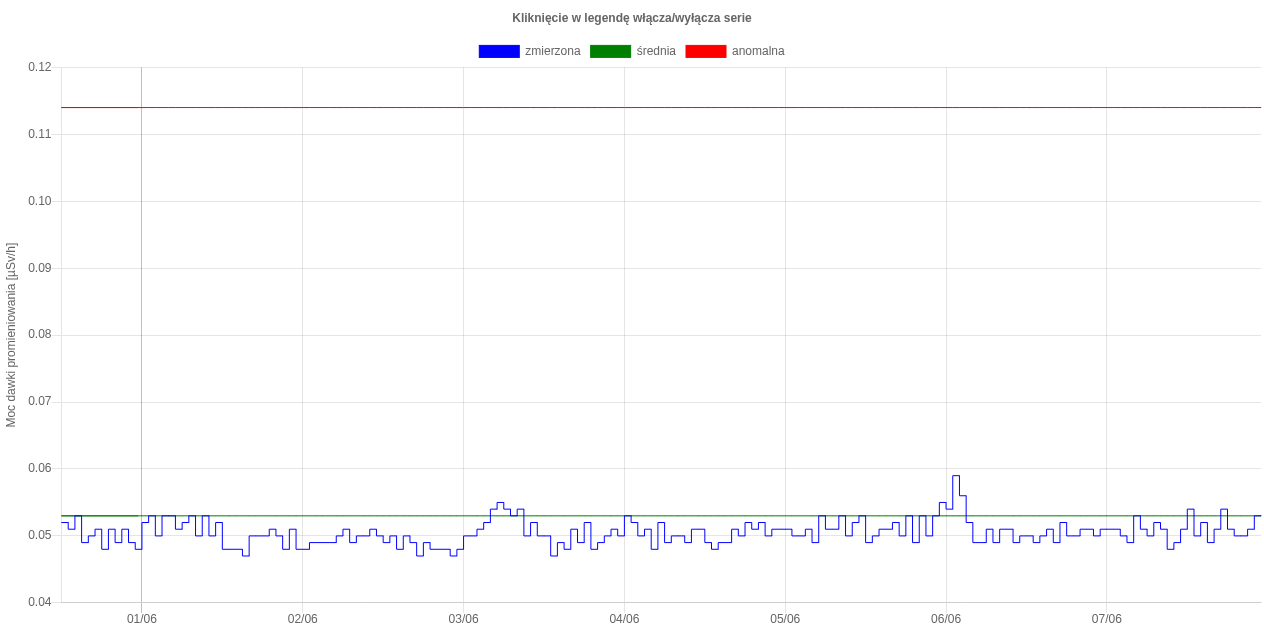 Kliknięcie w legendę włącza/wyłącza serie
zmierzona średnia anomalna
Moc dawki promieniowania [µSv/h]
0.12
0.11
0.10
0.09
0.08
0.07
0.06
0.05
0.04
01/06 02/06 03/06 04/06 05/06 06/06 07/06